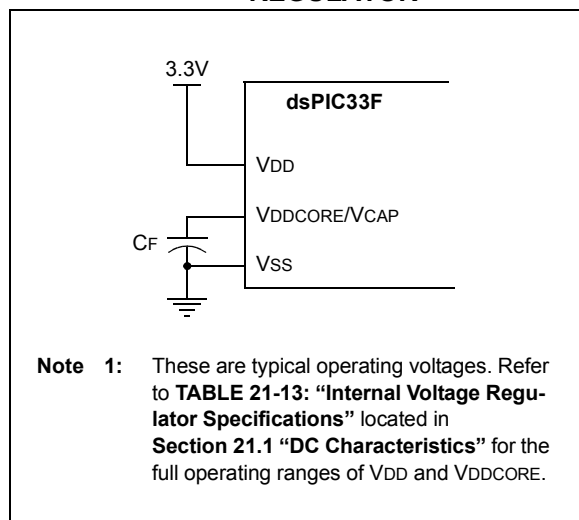 REGULATOR
3.3V
dsPIC33F
VDD
VDDCORE/VCAP
CF
VSS
Note 1: These are typical operating voltages. Refer
to TABLE 21-13: “Internal Voltage Regu-
lator Specifications” located in
Section 21.1 “DC Characteristics” for the
full operating ranges of VDD and VDDCORE.